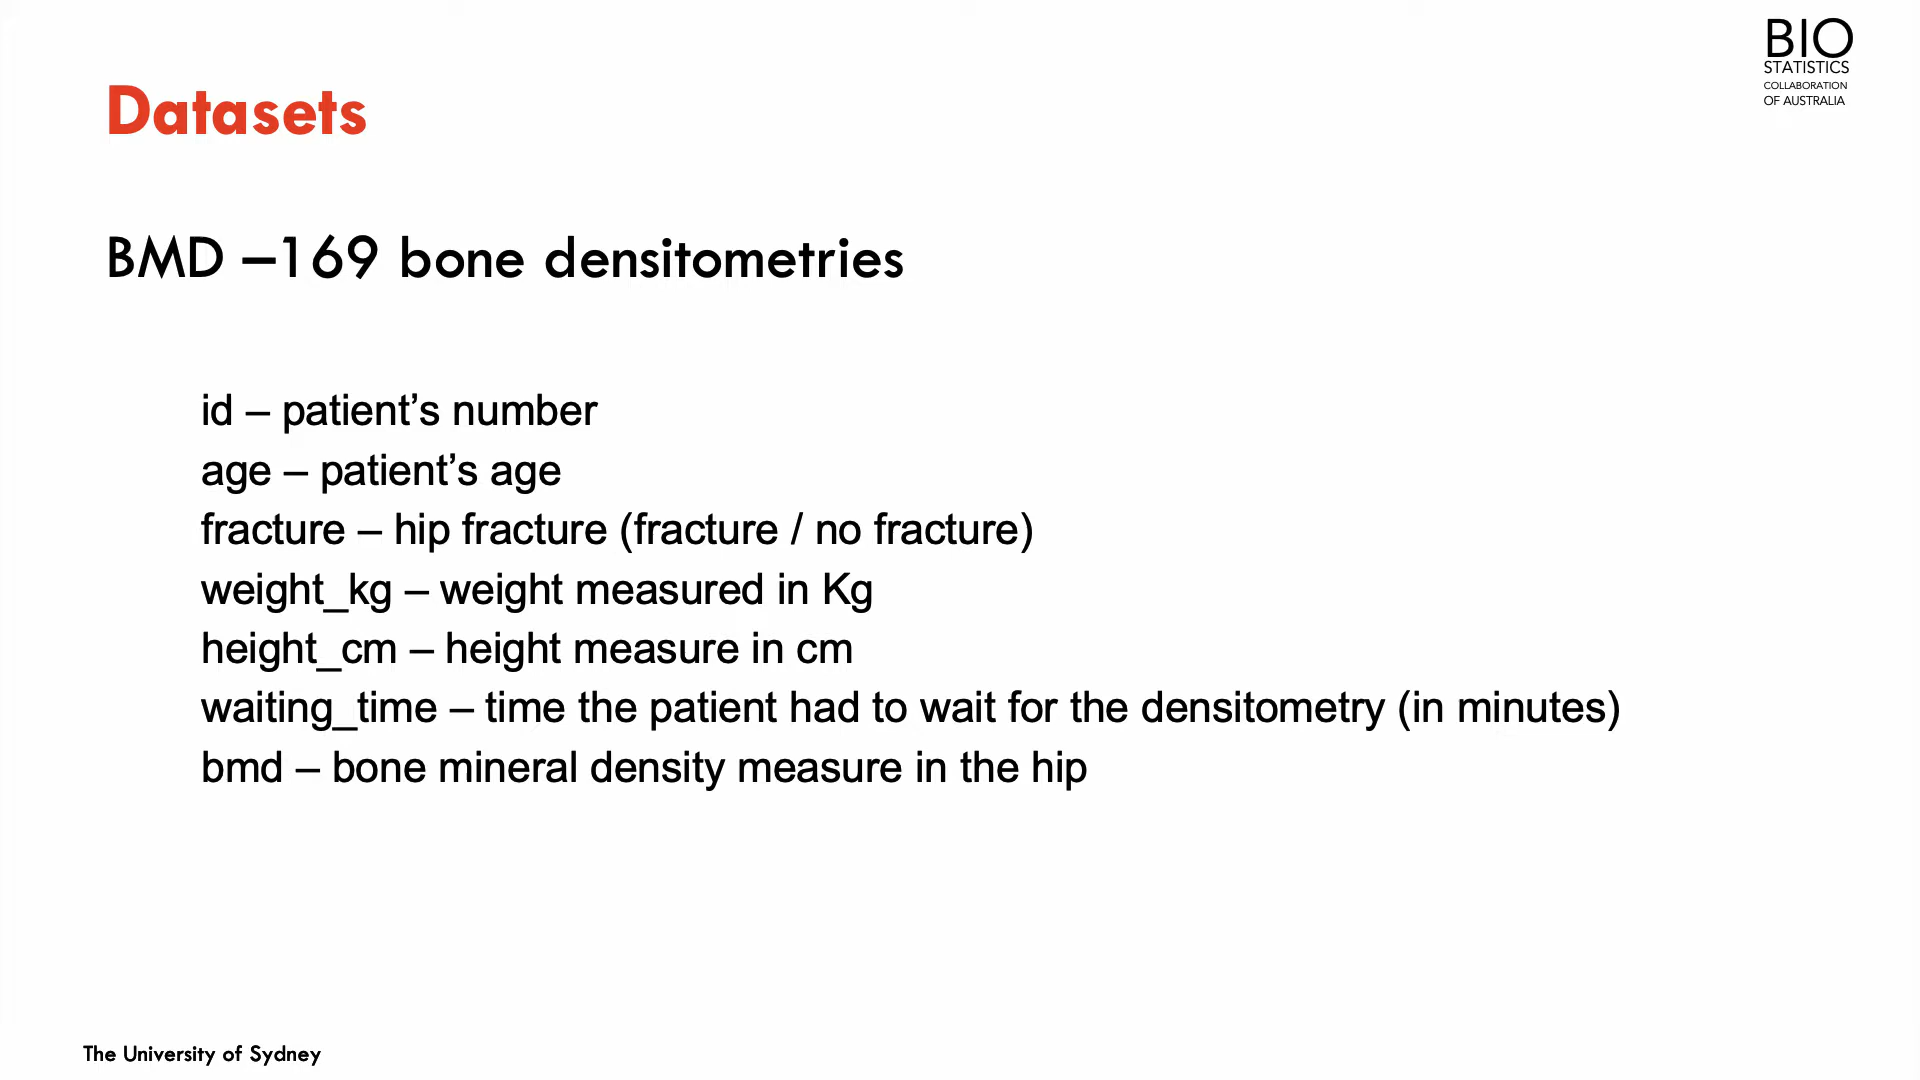 BIO
STATISTICS
COLLABORATION
OF AUSTRALIA
Datasets
BMD –169 bone densitometries
id – patient’s number
age – patient’s age
fracture – hip fracture (fracture / no fracture)
weight_kg – weight measured in Kg
height_cm – height measure in cm
waiting_time – time the patient had to wait for the densitometry (in minutes)
bmd – bone mineral density measure in the hip
The University of Sydney